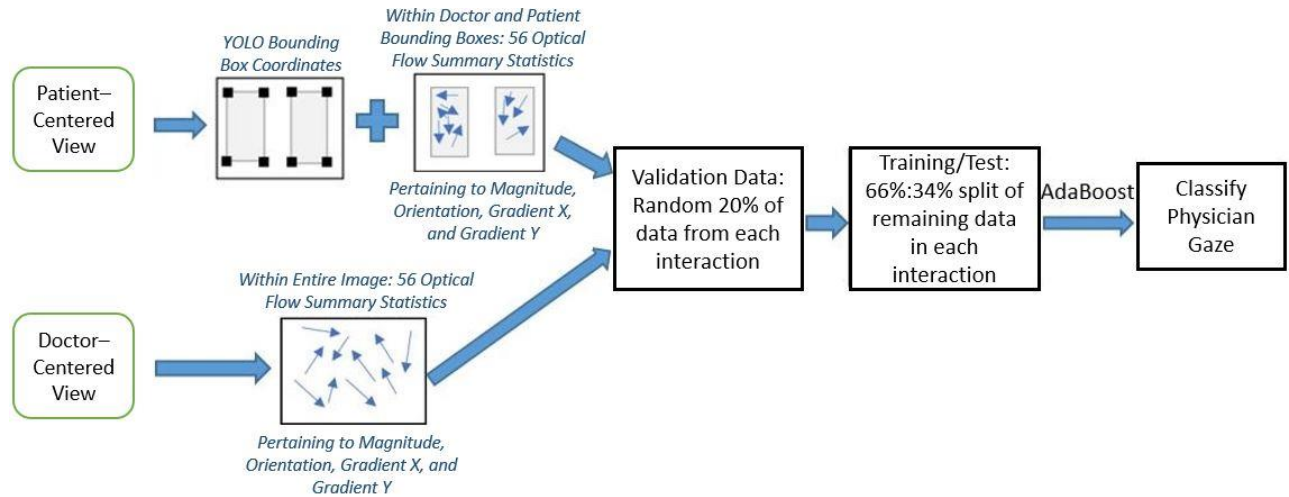 Patient–
Centered
View
YOLO Bounding
Box Coordinates
Within Doctor and Patient
Bounding Boxes: 56 Optical
Flow Summary Statistics
Pertaining to Magnitude,
Orientation, Gradient X,
and Gradient Y
Doctor–
Centered
View
Within Entire Image: 56 Optical
Flow Summary Statistics
Pertaining to Magnitude,
Orientation, Gradient X, and
Gradient Y
Validation Data:
Random 20% of
data from each
interaction
Training/Test:
66%:34% split of
remaining data
in each
interaction
AdaBoost
Classify
Physician
Gaze